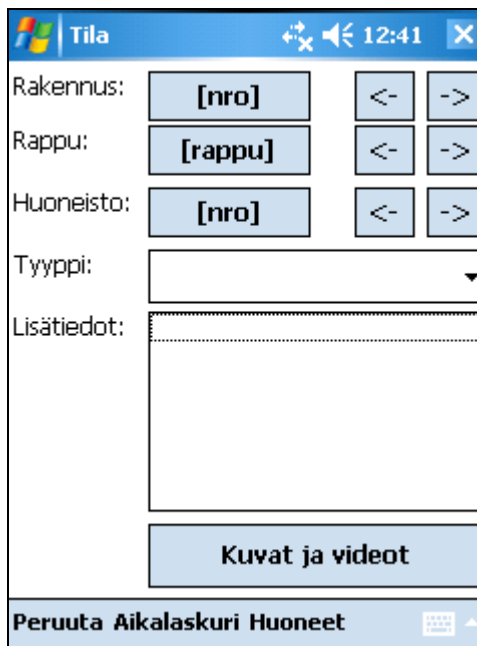 Tila 12:41
Rakennus: [nro] <- ->
Rappu: [rappu] <- ->
Huoneisto: [nro] <- ->
Tyyppi:
Lisätiedot:
Kuvat ja videot
Peruuta Aikalaskuri Huoneet